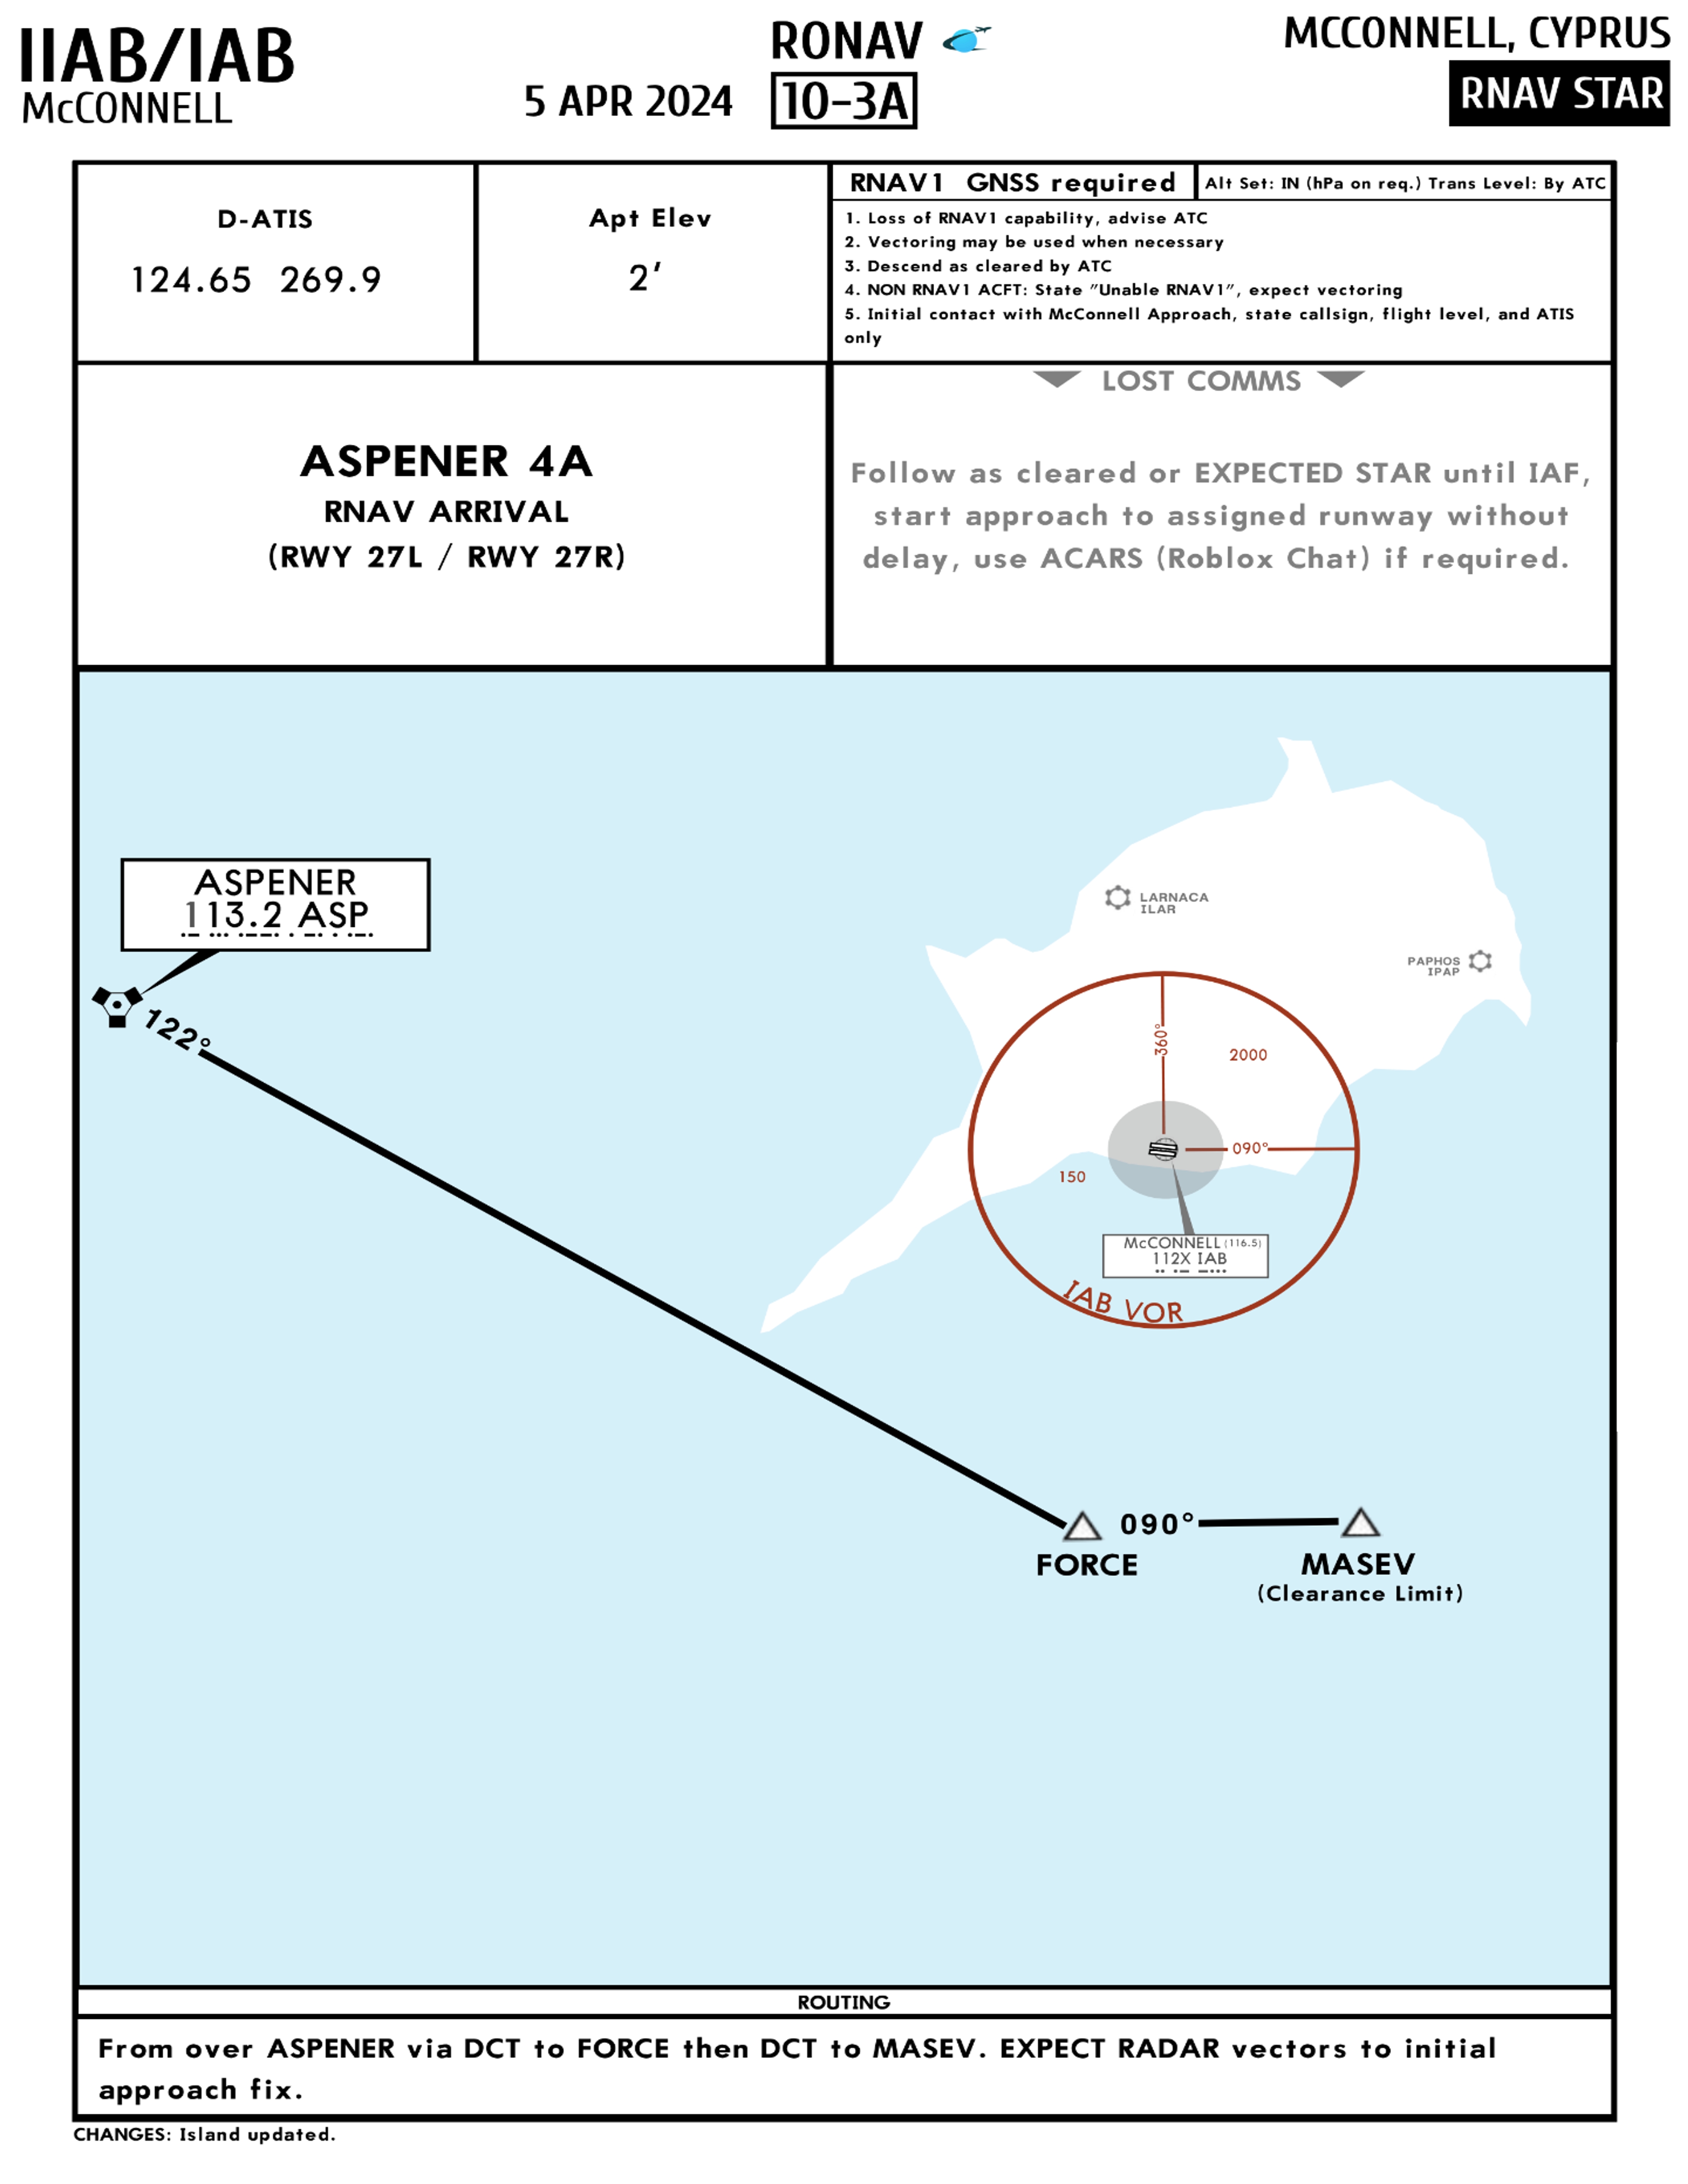 IIAB/IAB
McCONNELL
5 APR 2024
RONAV
10-3A
MCCONNELL, CYPRUS
RNAV STAR
D-ATIS
124.65 269.9
Apt Elev
2'
RNAV1 GNSS required
Alt Set: IN (hPa on req.) Trans Level: By ATC
1. Loss of RNAV1 capability, advise ATC
2. Vectoring may be used when necessary
3. Descend as cleared by ATC
4. NON RNAV1 ACFT: State "Unable RNAV1", expect vectoring
5. Initial contact with McConnell Approach, state callsign, flight level, and ATIS
only
ASPENER 4A
RNAV ARRIVAL
(RWY 27L / RWY 27R)
LOST COMMS
Follow as cleared or EXPECTED STAR until IAF,
start approach to assigned runway without
delay, use ACARS (Roblox Chat) if required.
ASPENER
113.2 ASP
122°
LARNACA
ILAR
PAPHOS
IPAP
360°
2000
090°
150
McCONNELL (116.5)
112X IAB
IAB VOR
090°
FORCE
MASEV
(Clearance Limit)
ROUTING
From over ASPENER via DCT to FORCE then DCT to MASEV. EXPECT RADAR vectors to initial
approach fix.
CHANGES: Island updated.